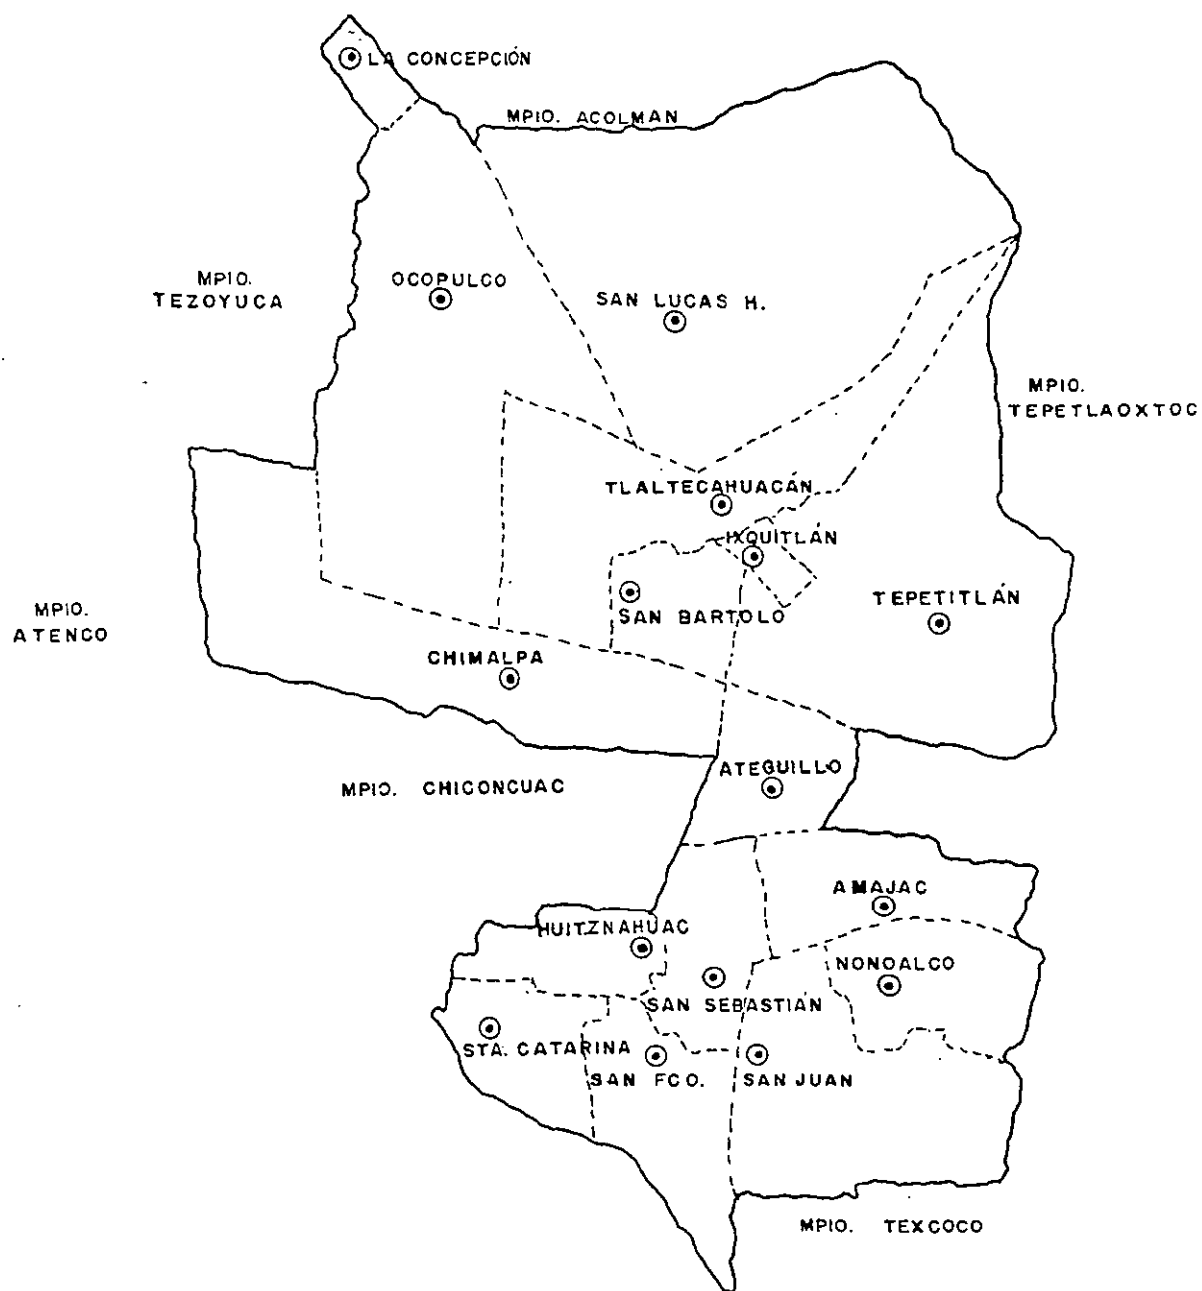 LA CONCEPCIÓN
MPIO. ACOLMAN
MPIO.
TEZOYUCA
OCOPULCO
SAN LUCAS H.
MPIO.
TEPETLAOXTOC
TLALTECAHUACÁN
IXQUITLÁN
MPIO.
ATENCO
SAN BARTOLO
TEPETITLÁN
CHIMALPA
MPIO. CHICONCUAC
ATEGUILLO
AMAJAC
HUITZNAHUAC
NONOALCO
SAN SEBASTIÁN
STA. CATARINA
SAN FCO.
SAN JUAN
MPIO. TEXCOCO